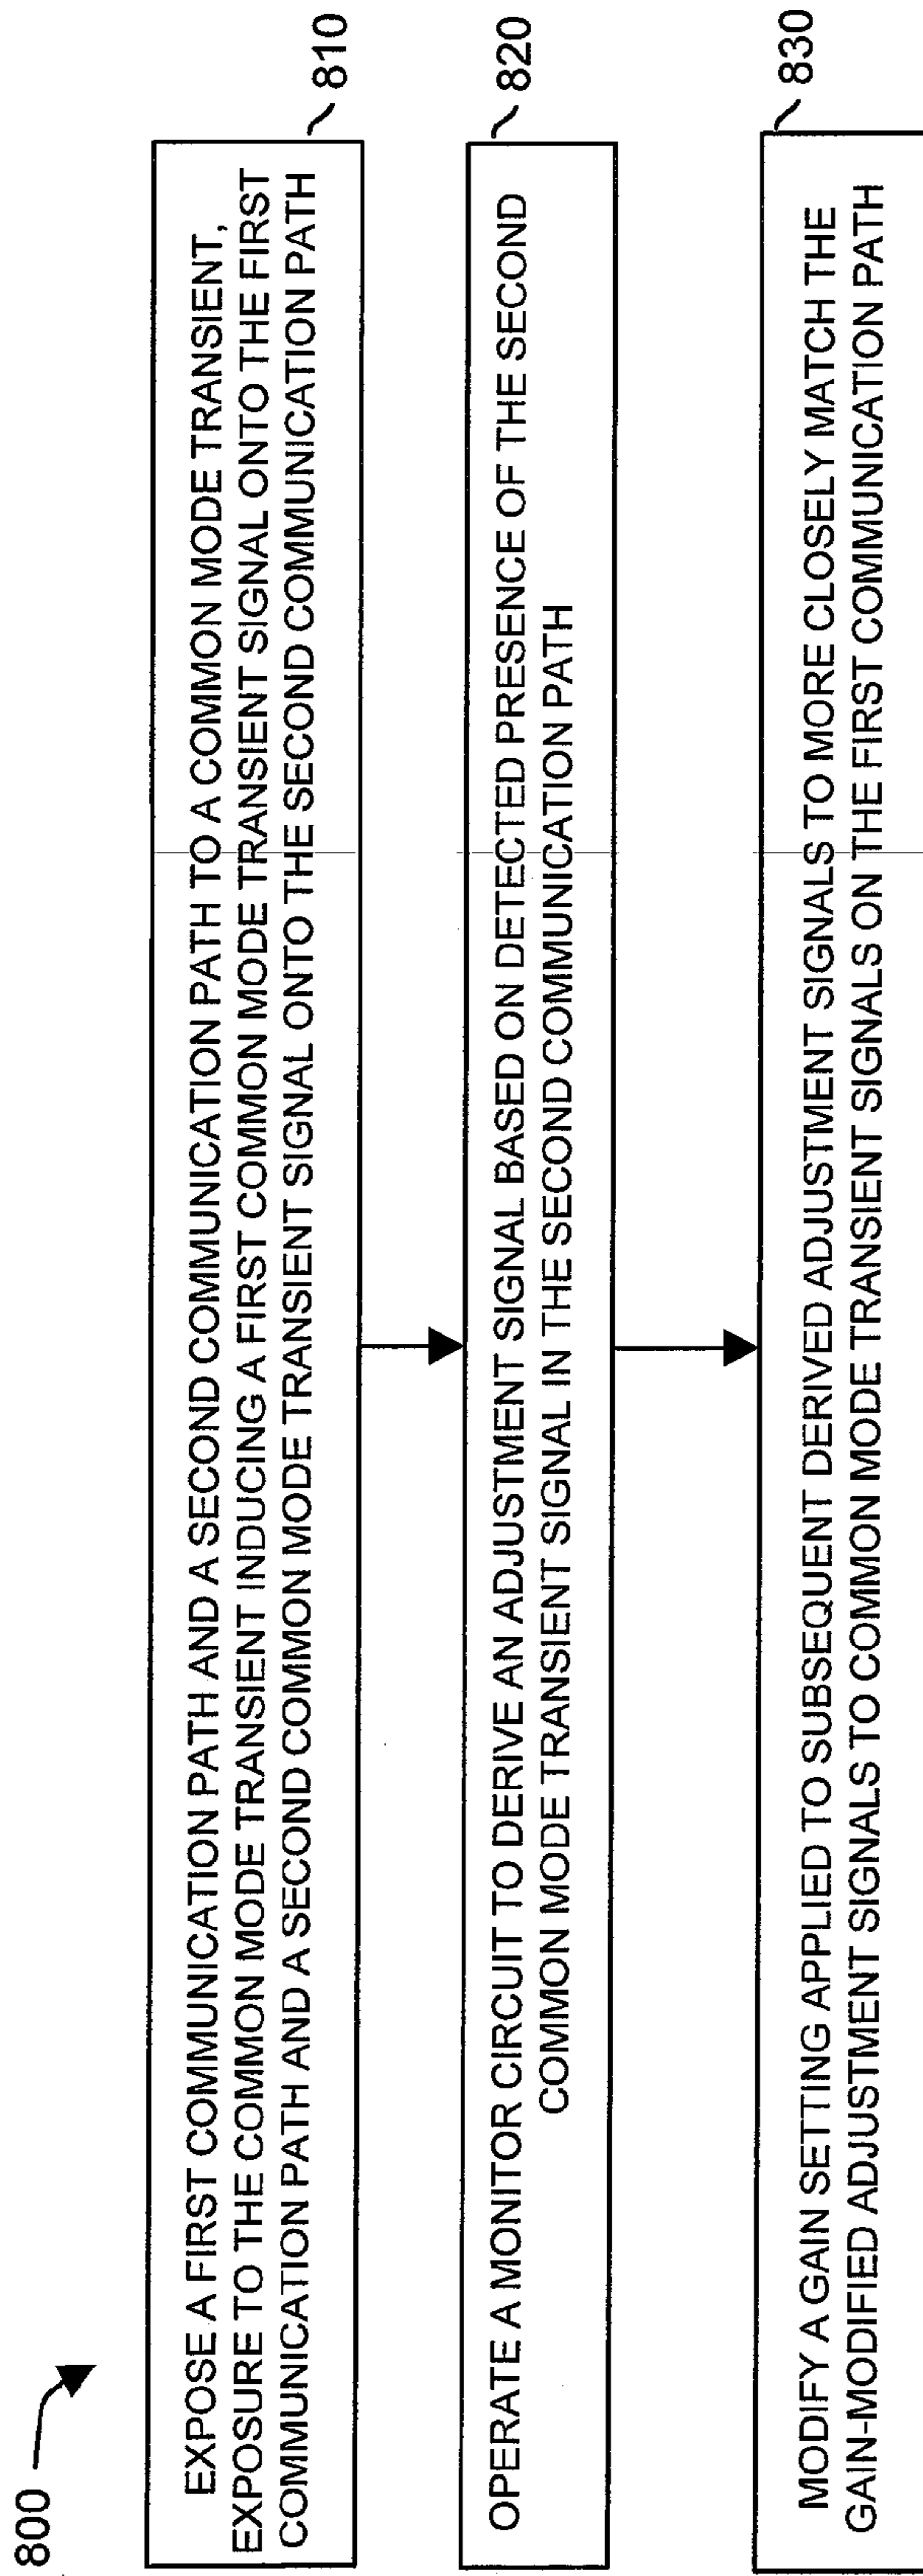 800
EXPOSE A FIRST COMMUNICATION PATH AND A SECOND COMMUNICATION PATH TO A COMMON MODE TRANSIENT,
EXPOSURE TO THE COMMON MODE TRANSIENT INDUCING A FIRST COMMON MODE TRANSIENT SIGNAL ONTO THE FIRST
COMMUNICATION PATH AND A SECOND COMMON MODE TRANSIENT SIGNAL ONTO THE SECOND COMMUNICATION PATH
810
OPERATE A MONITOR CIRCUIT TO DERIVE AN ADJUSTMENT SIGNAL BASED ON DETECTED PRESENCE OF THE SECOND
COMMON MODE TRANSIENT SIGNAL IN THE SECOND COMMUNICATION PATH
820
MODIFY A GAIN SETTING APPLIED TO SUBSEQUENT DERIVED ADJUSTMENT SIGNALS TO MORE CLOSELY MATCH THE
GAIN-MODIFIED ADJUSTMENT SIGNALS TO COMMON MODE TRANSIENT SIGNALS ON THE FIRST COMMUNICATION PATH
830